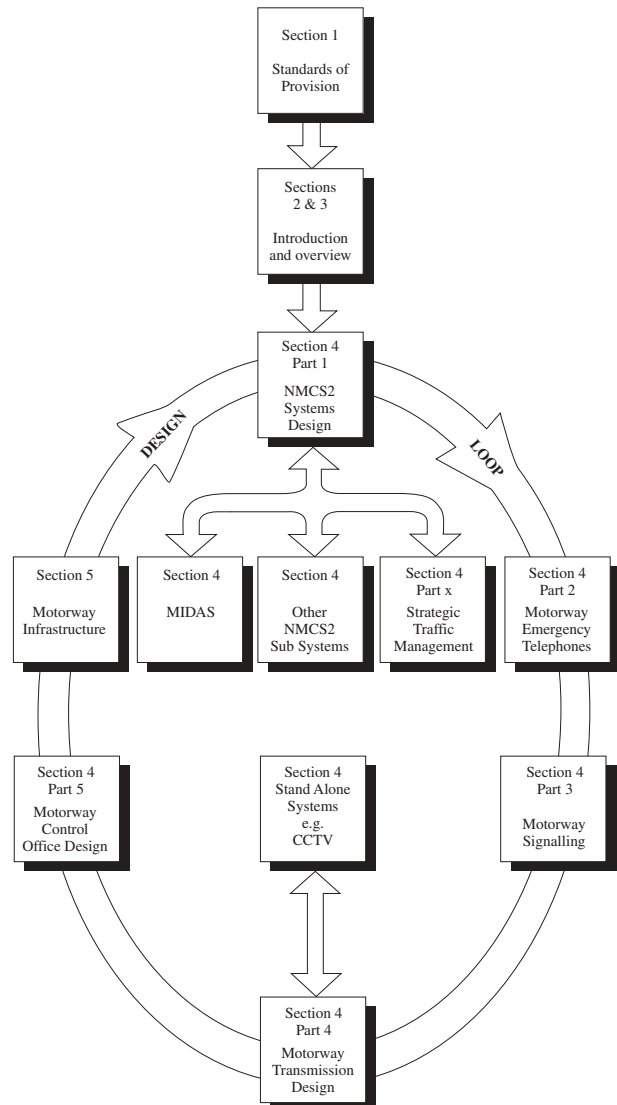 Section 1
Standards of
Provision
Sections
2 & 3
Introduction
and overview
Section 4
Part 1
NMCS2
Systems
Design
DESIGN
LOOP
Section 5
Motorway
Infrastructure
Section 4
MIDAS
Section 4
Other
NMCS2
Sub Systems
Section 4
Part x
Strategic
Traffic
Management
Section 4
Part 2
Motorway
Emergency
Telephones
Section 4
Part 5
Motorway
Control
Office Design
Section 4
Stand Alone
Systems
e.g.
CCTV
Section 4
Part 3
Motorway
Signalling
Section 4
Part 4
Motorway
Transmission
Design